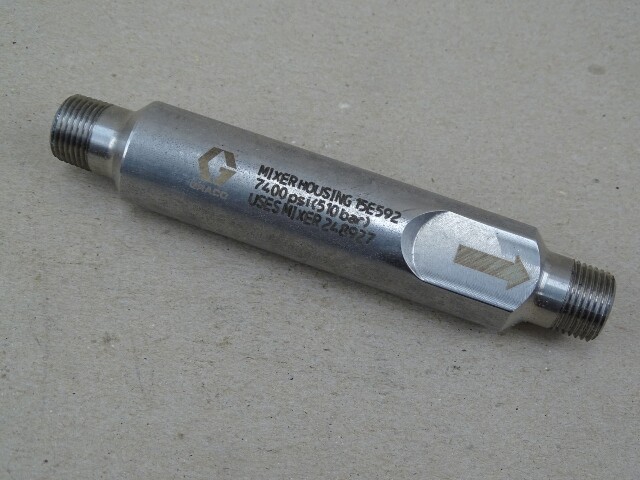 GRACO
MIXER HOUSING 15E592
7400 psi (510 bar)
USES MIXER 248927